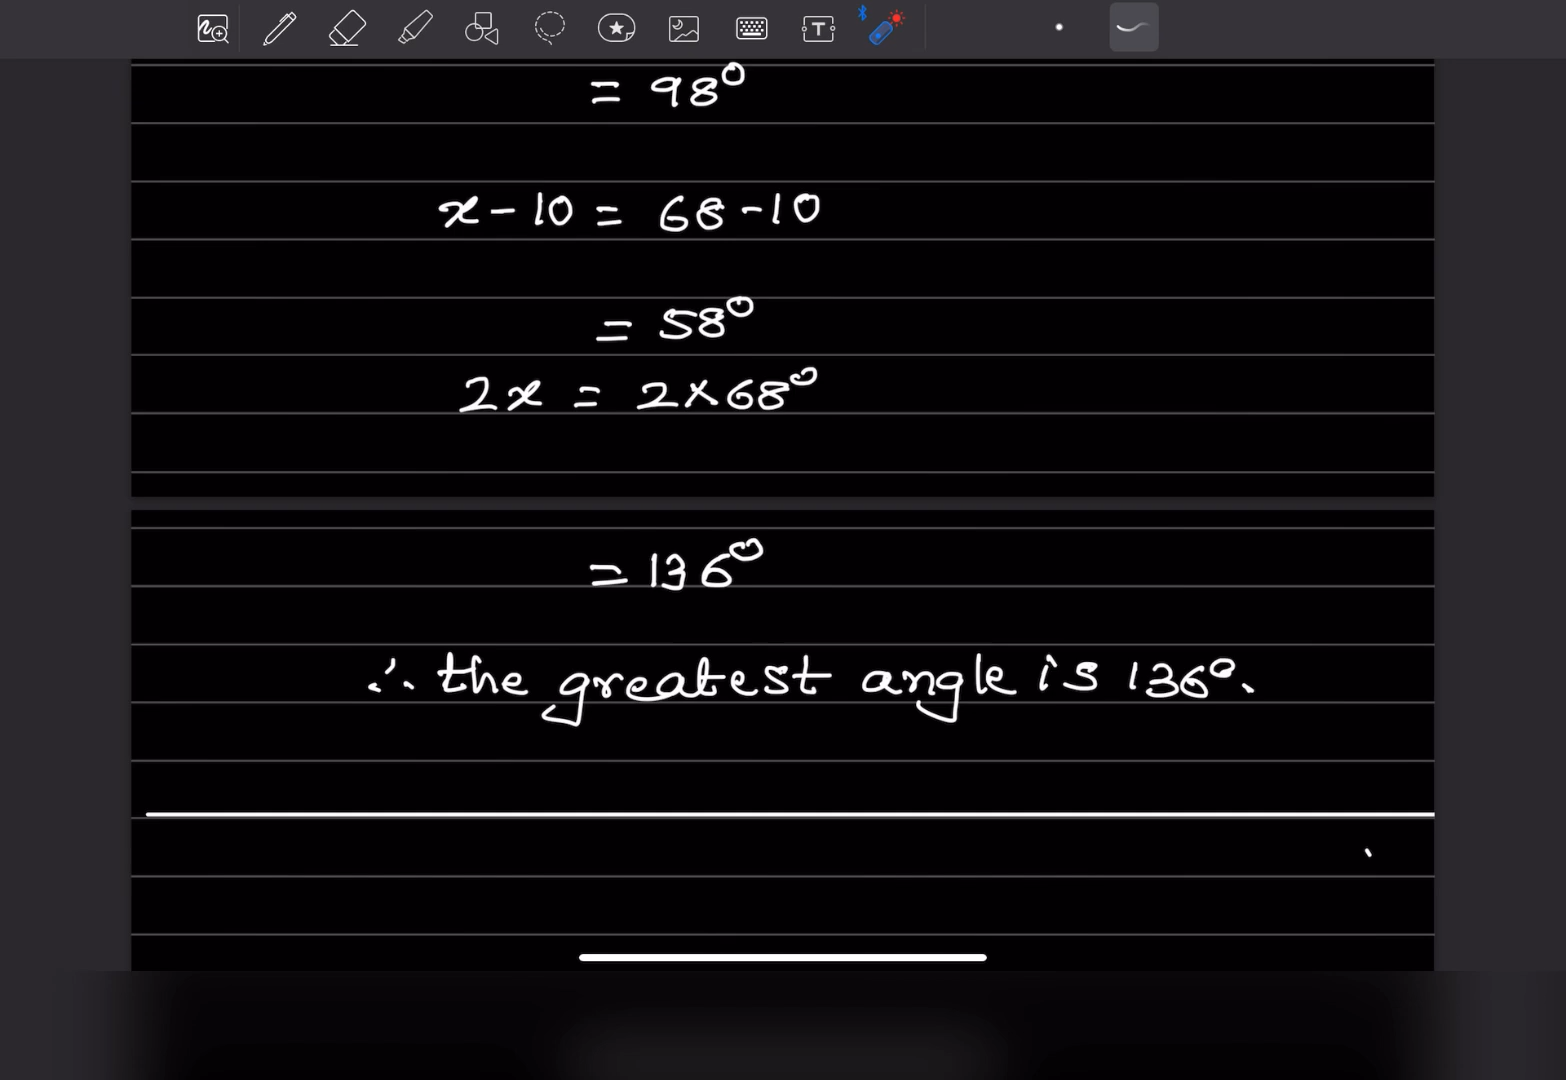 = 98°
x - 10 = 68 - 10
= 58°
2x = 2×68°
= 136°
∴ the greatest angle is 136°.